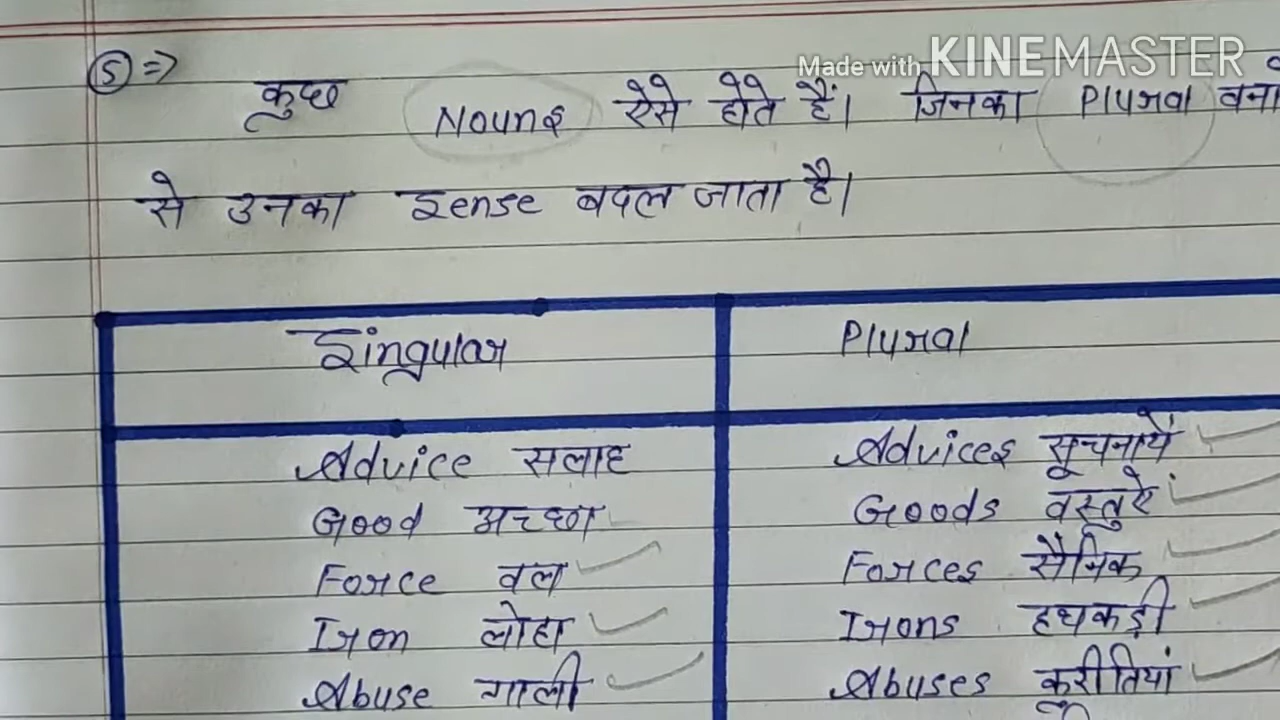 Made with KINEMASTER
⑤ => कुछ Nouns ऐसे होते हैं। जिनका Plural बना
से उनका Sense बदल जाता है।
Singular Plural
Advice सलाह Advices सूचनायें
Good अच्छा Goods वस्तुऐं
Force वल Forces सैनिक
Iron लोहा Irons हथकड़ी
Abuse गाली Abuses कुरीतियां